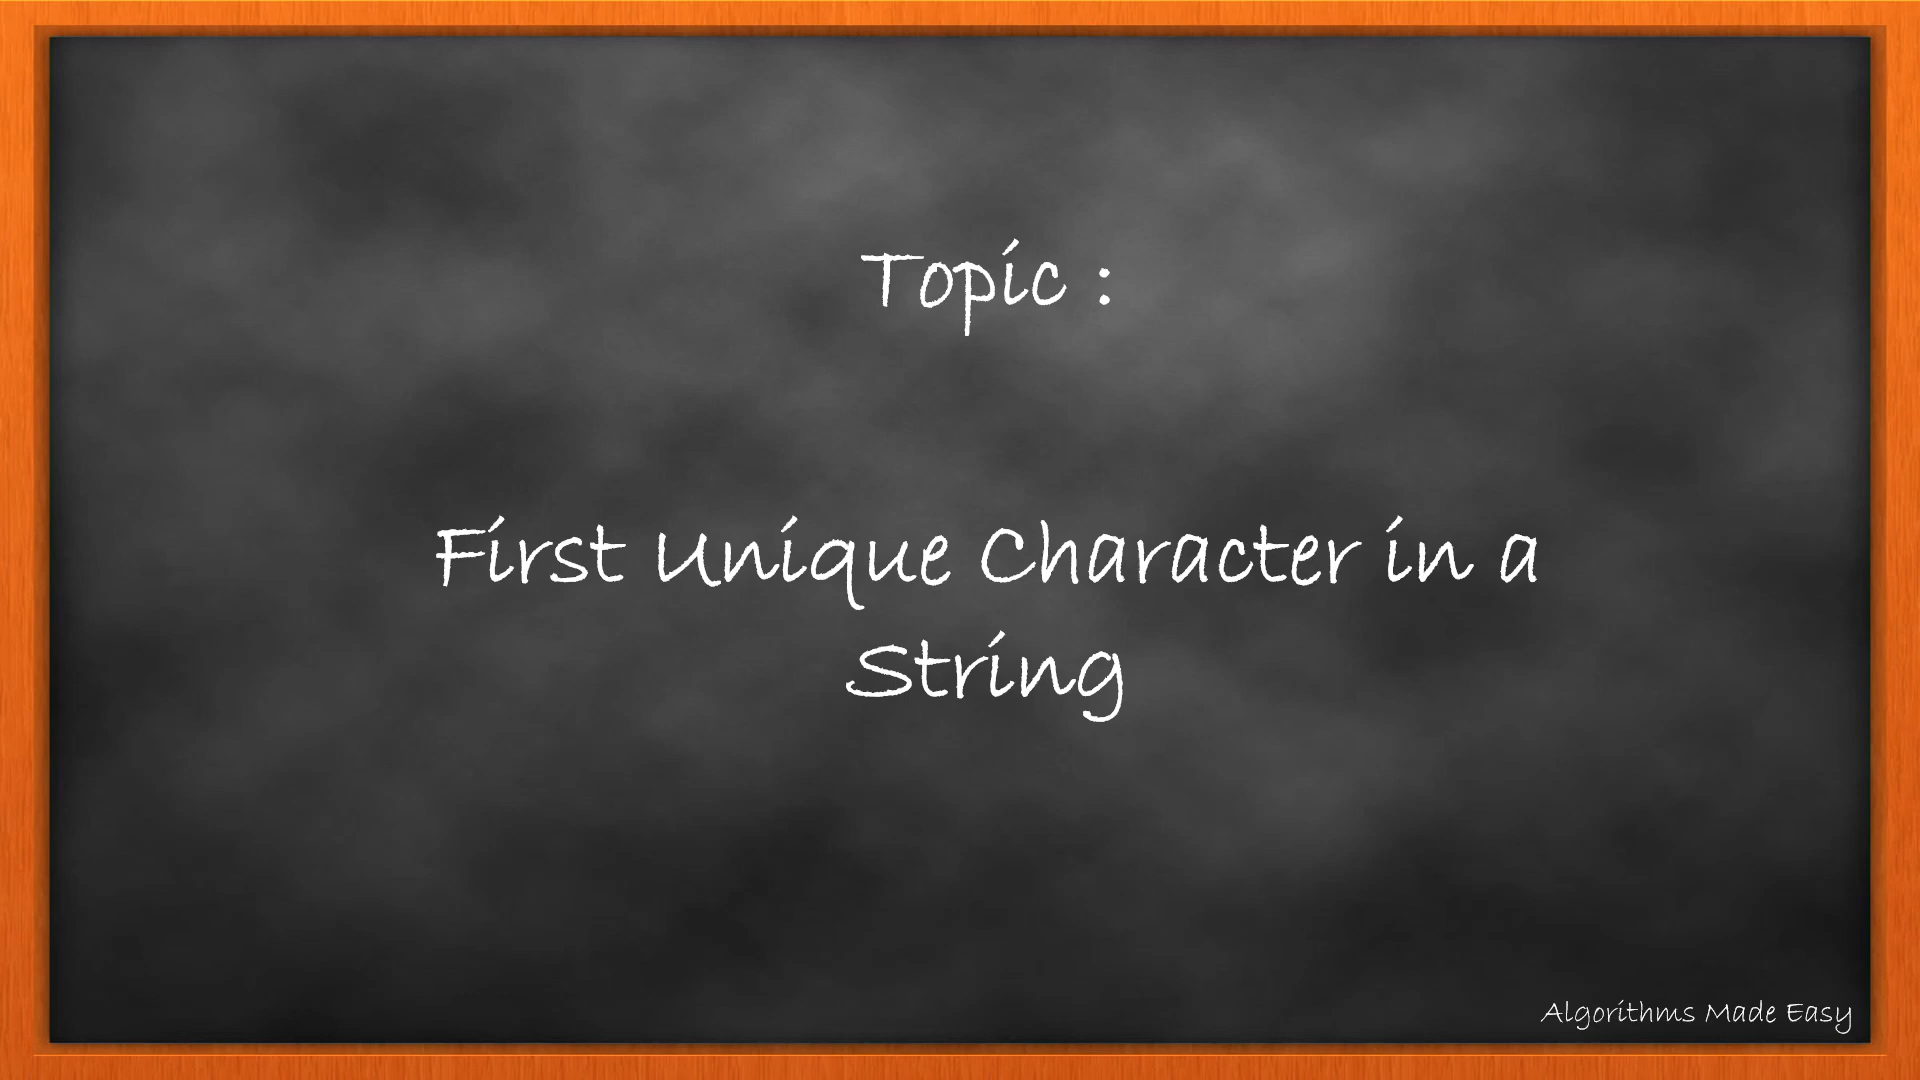 Topic :
First Unique Character in a
String
Algorithms Made Easy